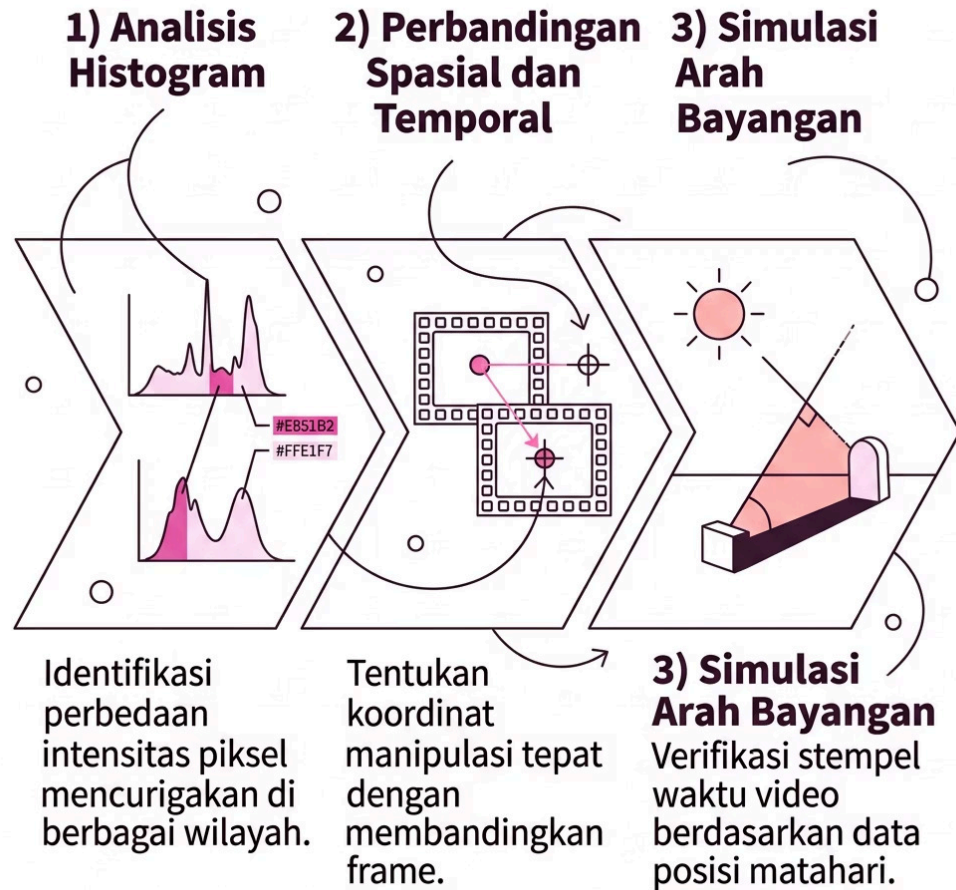 1) Analisis
Histogram
2) Perbandingan
Spasial dan
Temporal
3) Simulasi
Arah
Bayangan
#EB51B2
#FFE1F7
Identifikasi
perbedaan
intensitas piksel
mencurigakan di
berbagai wilayah.
Tentukan
koordinat
manipulasi tepat
dengan
membandingkan
frame.
3) Simulasi
Arah Bayangan
Verifikasi stempel
waktu video
berdasarkan data
posisi matahari.